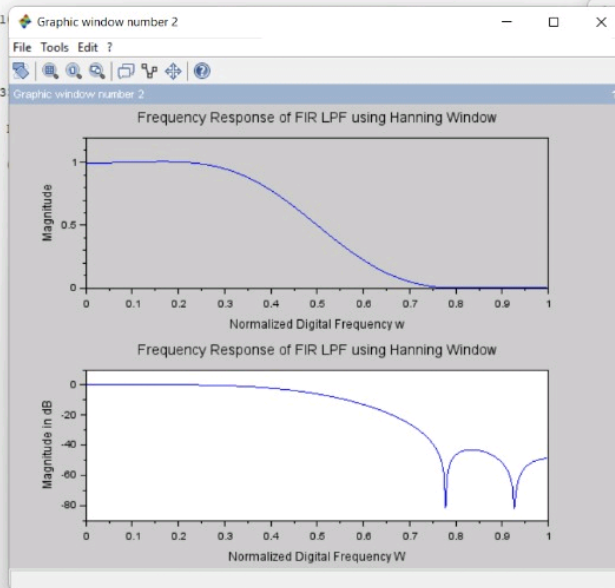 Graphic window number 2
File Tools Edit ?
Graphic window number 2
Frequency Response of FIR LPF using Hanning Window
Magnitude
1
0.5
0
0 0.1 0.2 0.3 0.4 0.5 0.6 0.7 0.8 0.9 1
Normalized Digital Frequency w
Frequency Response of FIR LPF using Hanning Window
Magnitude in dB
0
-20
-40
-60
-80
0 0.1 0.2 0.3 0.4 0.5 0.6 0.7 0.8 0.9 1
Normalized Digital Frequency W